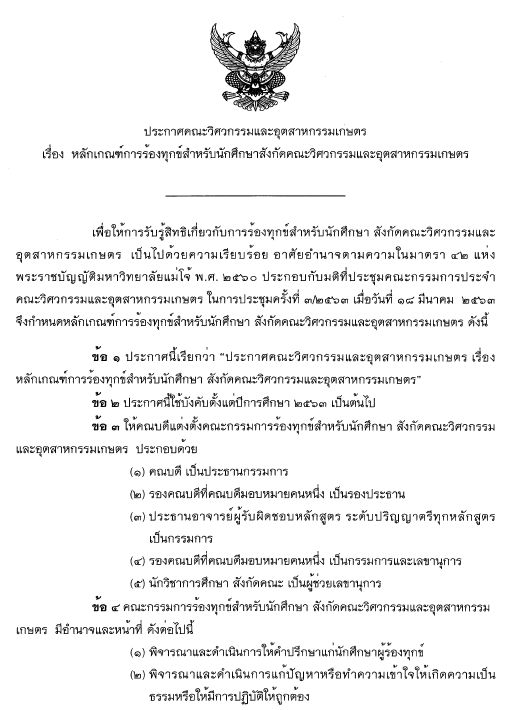 ประกาศคณะวิศวกรรมและอุตสาหกรรมเกษตร
เรื่อง หลักเกณฑ์การร้องทุกข์สำหรับนักศึกษาสังกัดคณะวิศวกรรมและอุตสาหกรรมเกษตร
เพื่อให้การรับรู้สิทธิเกี่ยวกับการร้องทุกข์สำหรับนักศึกษา สังกัดคณะวิศวกรรมและ
อุตสาหกรรมเกษตร เป็นไปด้วยความเรียบร้อย อาศัยอำนาจตามความในมาตรา ๔๒ แห่ง
พระราชบัญญัติมหาวิทยาลัยแม่โจ้ พ.ศ. ๒๕๖๐ ประกอบกับมติที่ประชุมคณะกรรมการประจำ
คณะวิศวกรรมและอุตสาหกรรมเกษตร ในการประชุมครั้งที่ ๓/๒๕๖๓ เมื่อวันที่ ๑๘ มีนาคม ๒๕๖๓
จึงกำหนดหลักเกณฑ์การร้องทุกข์สำหรับนักศึกษา สังกัดคณะวิศวกรรมและอุตสาหกรรมเกษตร ดังนี้
ข้อ ๑ ประกาศนี้เรียกว่า “ประกาศคณะวิศวกรรมและอุตสาหกรรมเกษตร เรื่อง
หลักเกณฑ์การร้องทุกข์สำหรับนักศึกษา สังกัดคณะวิศวกรรมและอุตสาหกรรมเกษตร”
ข้อ ๒ ประกาศนี้ใช้บังคับตั้งแต่ปีการศึกษา ๒๕๖๓ เป็นต้นไป
ข้อ ๓ ให้คณบดีแต่งตั้งคณะกรรมการร้องทุกข์สำหรับนักศึกษา สังกัดคณะวิศวกรรม
และอุตสาหกรรมเกษตร ประกอบด้วย
(๑) คณบดี เป็นประธานกรรมการ
(๒) รองคณบดีที่คณบดีมอบหมายคนหนึ่ง เป็นรองประธาน
(๓) ประธานอาจารย์ผู้รับผิดชอบหลักสูตร ระดับปริญญาตรีทุกหลักสูตร
เป็นกรรมการ
(๔) รองคณบดีที่คณบดีมอบหมายคนหนึ่ง เป็นกรรมการและเลขานุการ
(๕) นักวิชาการศึกษา สังกัดคณะ เป็นผู้ช่วยเลขานุการ
ข้อ ๔ คณะกรรมการร้องทุกข์สำหรับนักศึกษา สังกัดคณะวิศวกรรมและอุตสาหกรรม
เกษตร มีอำนาจและหน้าที่ ดังต่อไปนี้
(๑) พิจารณาและดำเนินการให้คำปรึกษาแก่นักศึกษาผู้ร้องทุกข์
(๒) พิจารณาและดำเนินการแก้ปัญหาหรือทำความเข้าใจให้เกิดความเป็น
ธรรมหรือให้มีการปฏิบัติให้ถูกต้อง